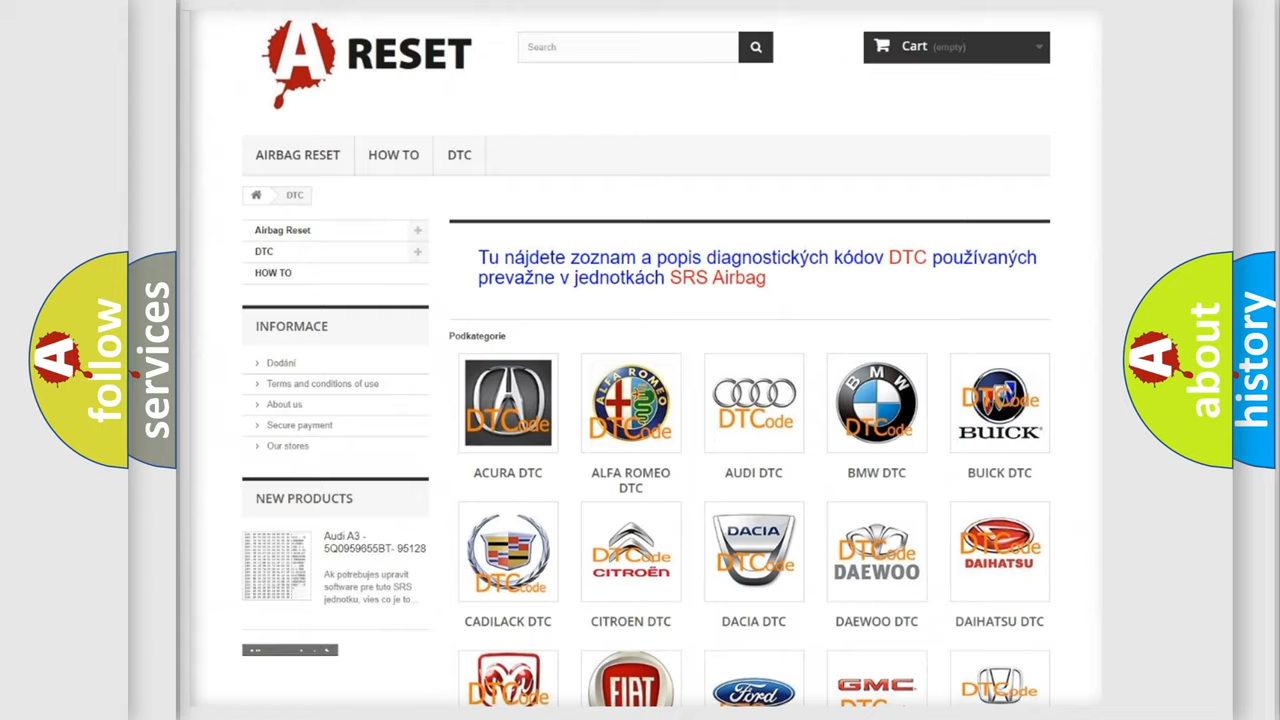 A RESET
Search
Cart (empty)
AIRBAG RESET
HOW TO
DTC
DTC
Airbag Reset
DTC
HOW TO
Tu nájdete zoznam a popis diagnostických kódov DTC používaných
prevažne v jednotkách SRS Airbag
INFORMACE
Dodání
Terms and conditions of use
About us
Secure payment
Our stores
Podkategorie
DTCode
ALFA ROMEO
DTCode
DTCode
BMW
DTCode
DTCode
BUICK
ACURA DTC
ALFA ROMEO
DTC
AUDI DTC
BMW DTC
BUICK DTC
NEW PRODUCTS
Audi A3 -
5Q0959655BT- 95128
Ak potrebujes upravit
software pre tuto SRS
jednotku, vies co je to...
DTCode
DTCode
CITROËN
DACIA
DTCode
DTCode
DAEWOO
DTCode
DAIHATSU
CADILACK DTC
CITROEN DTC
DACIA DTC
DAEWOO DTC
DAIHATSU DTC
DTCode
FIAT
Ford
DTCode
GMC
DTCode
A follow
services
A about
history